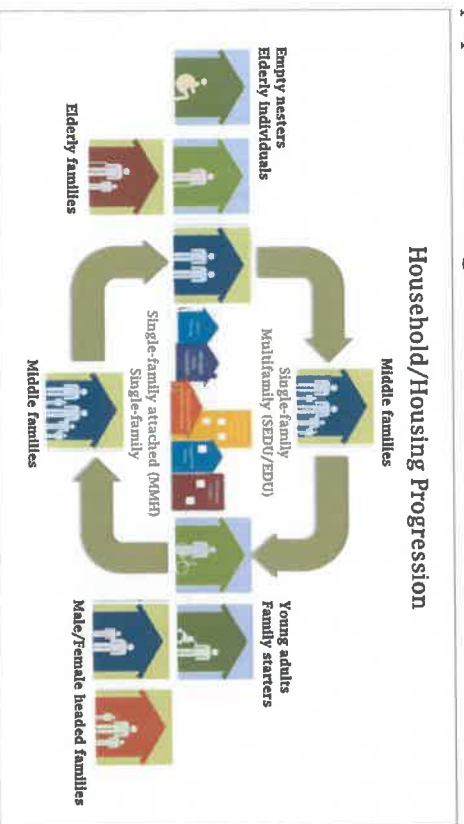 Household/Housing Progression
Middle families
Empty nesters
Elderly individuals
Single-family
Multifamily (SEDU/EDU)
Young adults
Family starters
Elderly families
Single-family attached (MMH)
Single-family
Male/Female headed families
Middle families